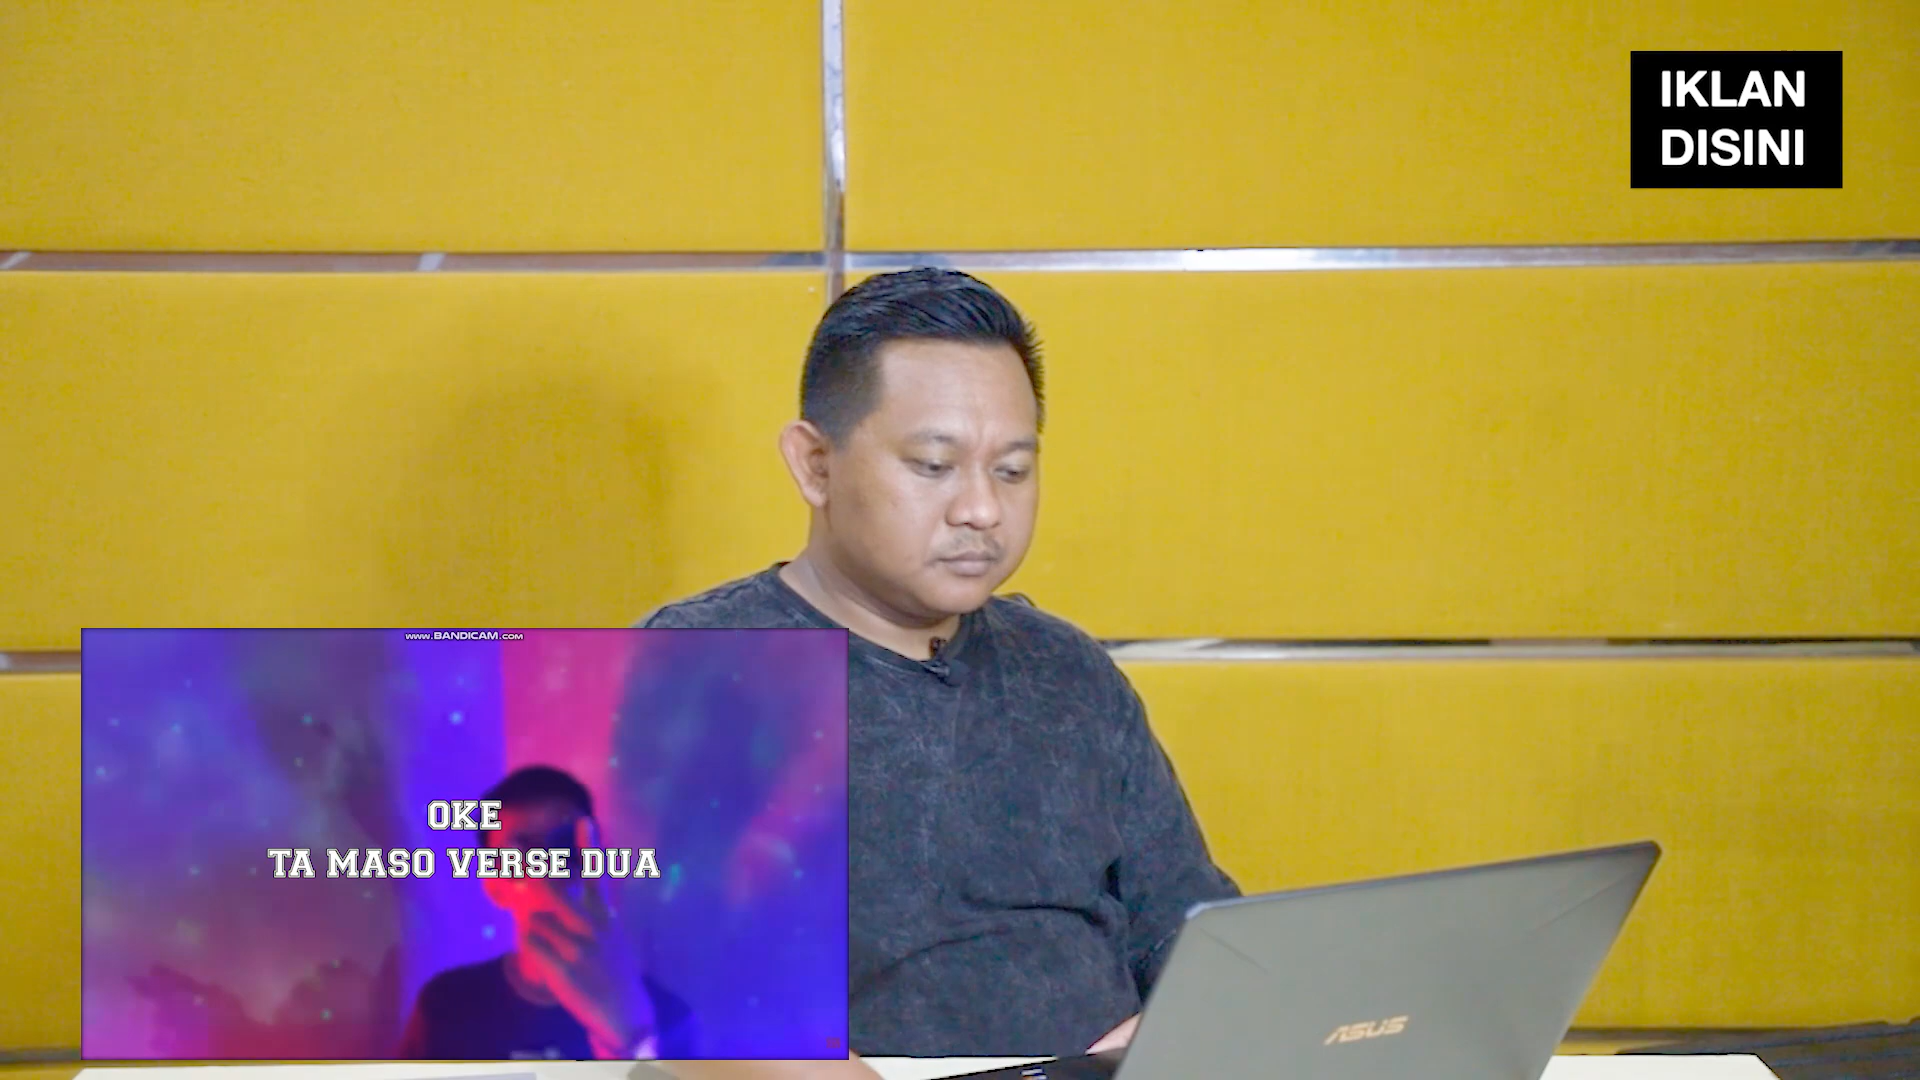 IKLAN
DISINI
WWW.BANDICAM.COM
OKE
TA MASO VERSE DUA
ASUS